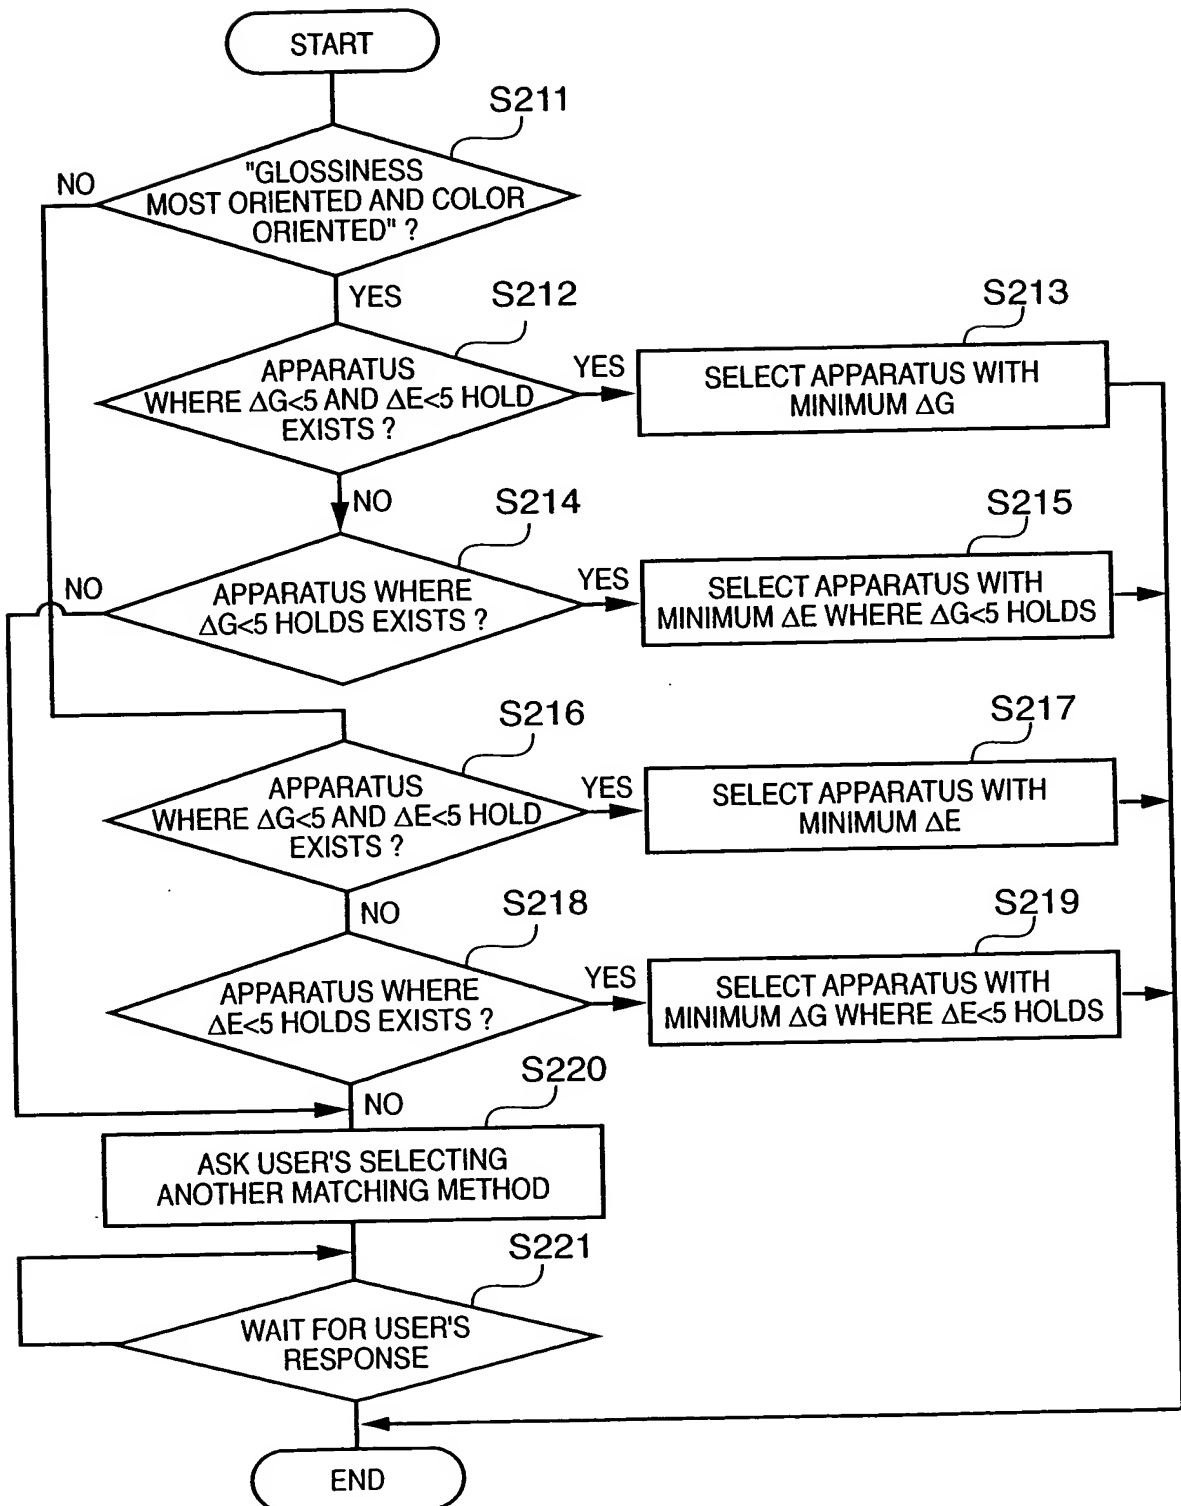 START
S211
"GLOSSINESS
MOST ORIENTED AND COLOR
ORIENTED" ?
NO
YES
S212
APPARATUS
WHERE ΔG<5 AND ΔE<5 HOLD
EXISTS ?
YES
S213
SELECT APPARATUS WITH
MINIMUM ΔG
NO
S214
APPARATUS WHERE
ΔG<5 HOLDS EXISTS ?
NO
YES
S215
SELECT APPARATUS WITH
MINIMUM ΔE WHERE ΔG<5 HOLDS
S216
APPARATUS
WHERE ΔG<5 AND ΔE<5 HOLD
EXISTS ?
YES
S217
SELECT APPARATUS WITH
MINIMUM ΔE
NO
S218
APPARATUS WHERE
ΔE<5 HOLDS EXISTS ?
YES
S219
SELECT APPARATUS WITH
MINIMUM ΔG WHERE ΔE<5 HOLDS
NO
S220
ASK USER'S SELECTING
ANOTHER MATCHING METHOD
S221
WAIT FOR USER'S
RESPONSE
END